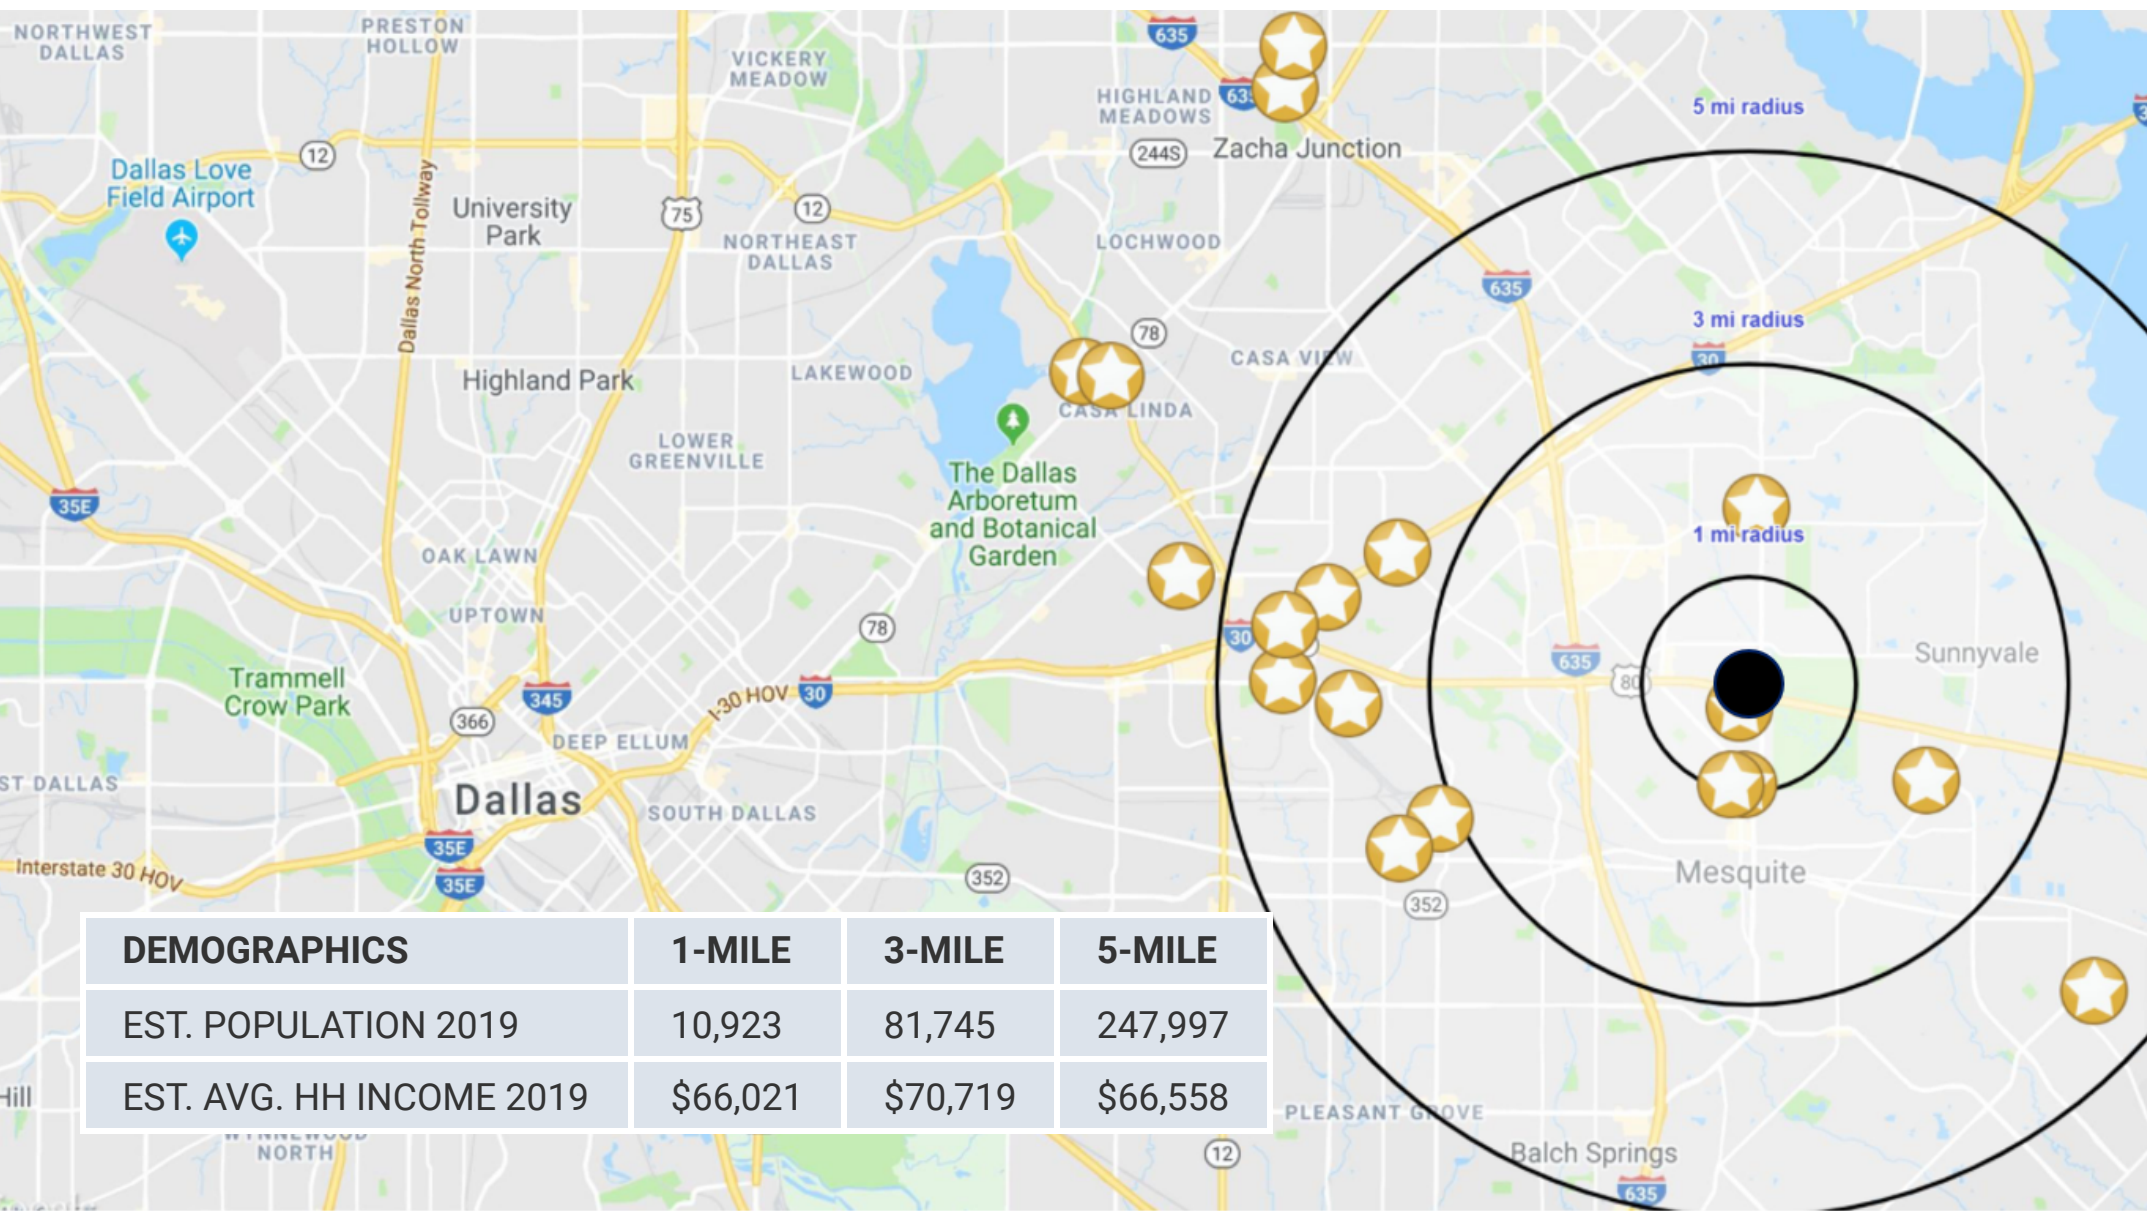 NORTHWEST
DALLAS
PRESTON
HOLLOW
VICKERY
MEADOW
635
HIGHLAND
MEADOWS
635
5 mi radius
Zacha Junction
244S
12
Dallas Love
Field Airport
Dallas North Tollway
University
Park
75
12
NORTHEAST
DALLAS
LOCHWOOD
635
3 mi radius
78
30
CASA VIEW
Highland Park
LAKEWOOD
CASA LINDA
LOWER
GREENVILLE
The Dallas
Arboretum
and Botanical
Garden
35E
1 mi radius
OAK LAWN
UPTOWN
78
30
635
Sunnyvale
80
Trammell
Crow Park
345
30
I-30 HOV
366
DEEP ELLUM
ST DALLAS
Dallas
SOUTH DALLAS
35E
Interstate 30 HOV
35E
352
Mesquite
352
DEMOGRAPHICS 1-MILE 3-MILE 5-MILE
EST. POPULATION 2019 10,923 81,745 247,997
EST. AVG. HH INCOME 2019 $66,021 $70,719 $66,558
Hill
PLEASANT GROVE
NORTH
12
Balch Springs
635